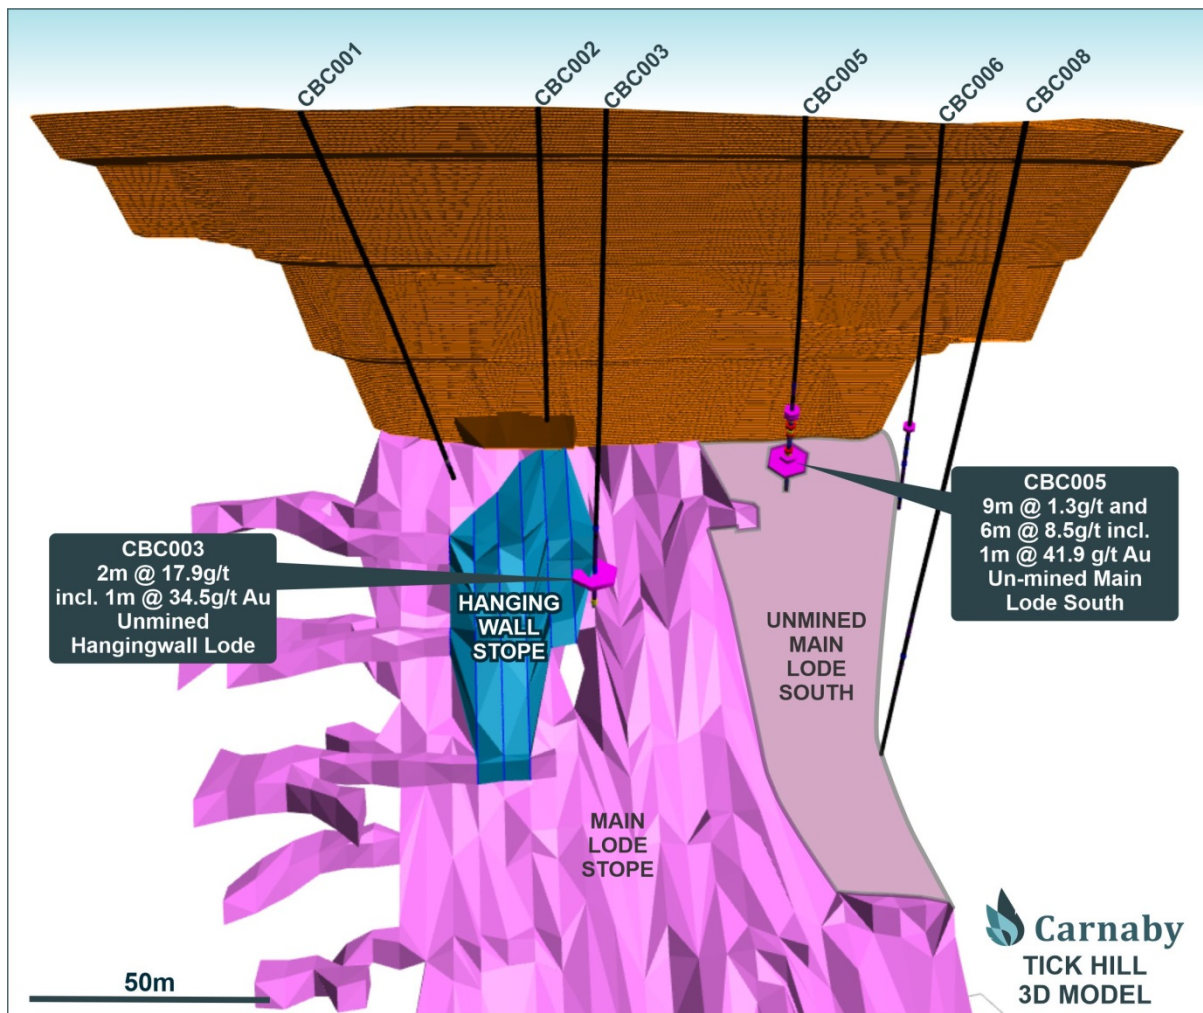 CBC001
CBC002
CBC003
CBC005
CBC006
CBC008
CBC003
2m @ 17.9g/t
incl. 1m @ 34.5g/t Au
Unmined
Hangingwall Lode
HANGING
WALL
STOPE
CBC005
9m @ 1.3g/t and
6m @ 8.5g/t incl.
1m @ 41.9 g/t Au
Un-mined Main
Lode South
UNMINED
MAIN
LODE
SOUTH
MAIN
LODE
STOPE
50m
Carnaby
TICK HILL
3D MODEL